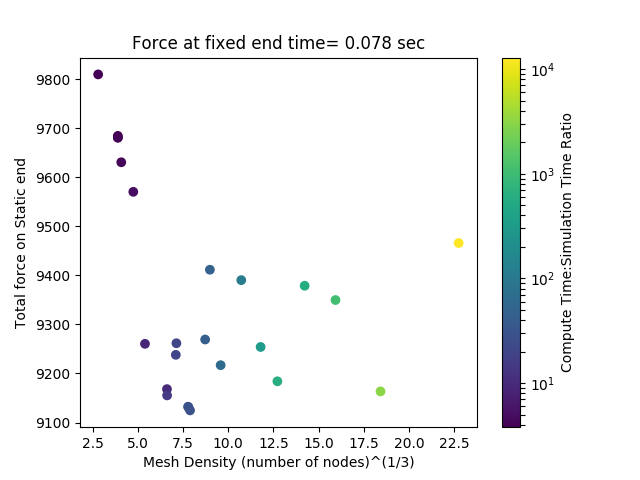 Force at fixed end time= 0.078 sec
9800
9700
9600
9500
9400
9300
9200
9100
Total force on Static end
2.5 5.0 7.5 10.0 12.5 15.0 17.5 20.0 22.5
Mesh Density (number of nodes)^(1/3)
10^4
10^3
10^2
10^1
Compute Time:Simulation Time Ratio